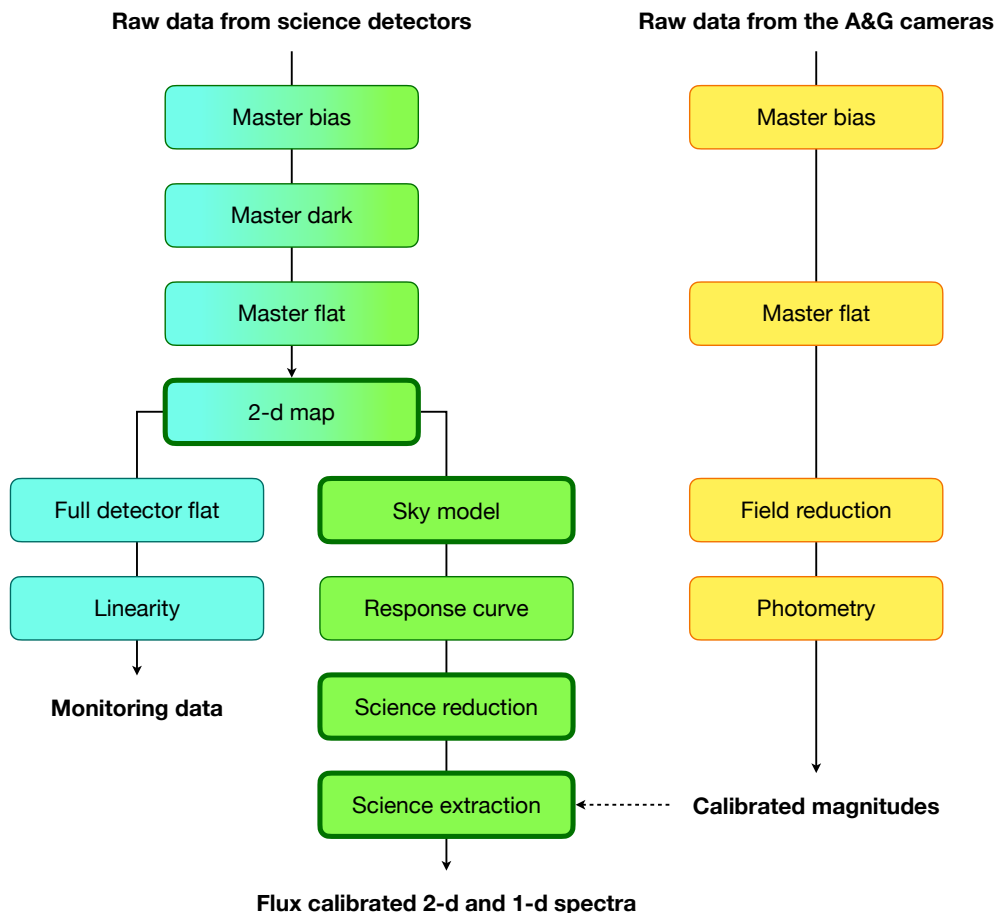 Raw data from science detectors
Raw data from the A&G cameras
Master bias
Master bias
Master dark
Master flat
Master flat
2-d map
Full detector flat
Sky model
Field reduction
Linearity
Response curve
Photometry
Monitoring data
Science reduction
Science extraction
Calibrated magnitudes
Flux calibrated 2-d and 1-d spectra